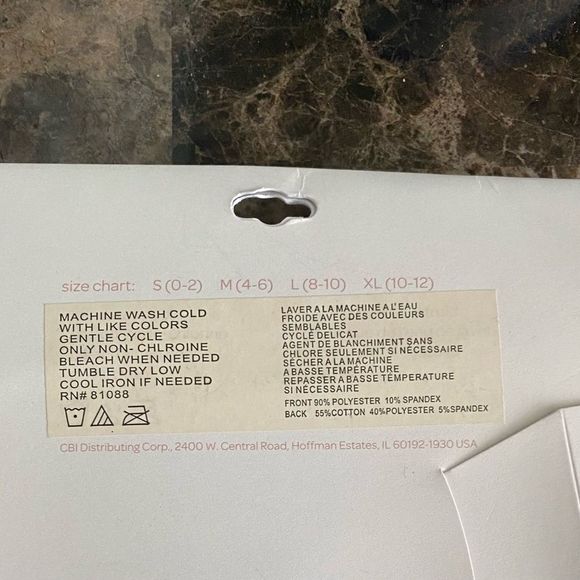 size chart: S (0-2) M (4-6) L (8-10) XL (10-12)
MACHINE WASH COLD
WITH LIKE COLORS
GENTLE CYCLE
ONLY NON- CHLROINE
BLEACH WHEN NEEDED
TUMBLE DRY LOW
COOL IRON IF NEEDED
RN# 81088
LAVER A LA MACHINE A L'EAU
FROIDE AVEC DES COULEURS
SEMBLABLES
CYCLE DELICAT
AGENT DE BLANCHIMENT SANS
CHLORE SEULEMENT SI NÉCESSAIRE
SÉCHER A LA MACHINE
A BASSE TEMPÉRATURE
REPASSER A BASSE TÉMPERATURE
SI NÉCESSAIRE
FRONT 90% POLYESTER 10% SPANDEX
BACK 55%COTTON 40%POLYESTER 5%SPANDEX
CBI Distributing Corp., 2400 W. Central Road, Hoffman Estates, IL 60192-1930 USA